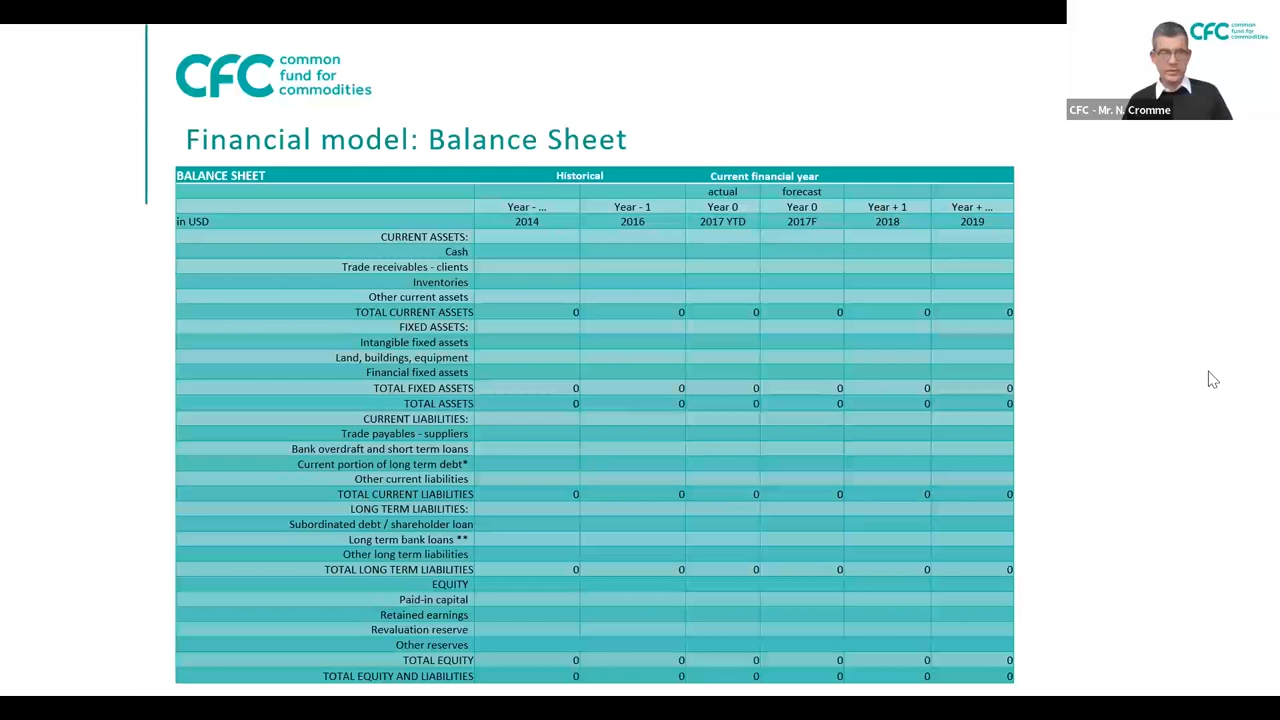 CFC common
fund for
commodities
CFC common
fund for
commodities
CFC - Mr. N. Cromme
Financial model: Balance Sheet
BALANCE SHEET Historical Current financial year
actual forecast
Year - ... Year - 1 Year 0 Year 0 Year + 1 Year + ...
in USD 2014 2016 2017 YTD 2017F 2018 2019
CURRENT ASSETS:
Cash
Trade receivables - clients
Inventories
Other current assets
TOTAL CURRENT ASSETS 0 0 0 0 0 0
FIXED ASSETS:
Intangible fixed assets
Land, buildings, equipment
Financial fixed assets
TOTAL FIXED ASSETS 0 0 0 0 0 0
TOTAL ASSETS 0 0 0 0 0 0
CURRENT LIABILITIES:
Trade payables - suppliers
Bank overdraft and short term loans
Current portion of long term debt*
Other current liabilities
TOTAL CURRENT LIABILITIES 0 0 0 0 0 0
LONG TERM LIABILITIES:
Subordinated debt / shareholder loan
Long term bank loans **
Other long term liabilities
TOTAL LONG TERM LIABILITIES 0 0 0 0 0 0
EQUITY
Paid-in capital
Retained earnings
Revaluation reserve
Other reserves
TOTAL EQUITY 0 0 0 0 0 0
TOTAL EQUITY AND LIABILITIES 0 0 0 0 0 0